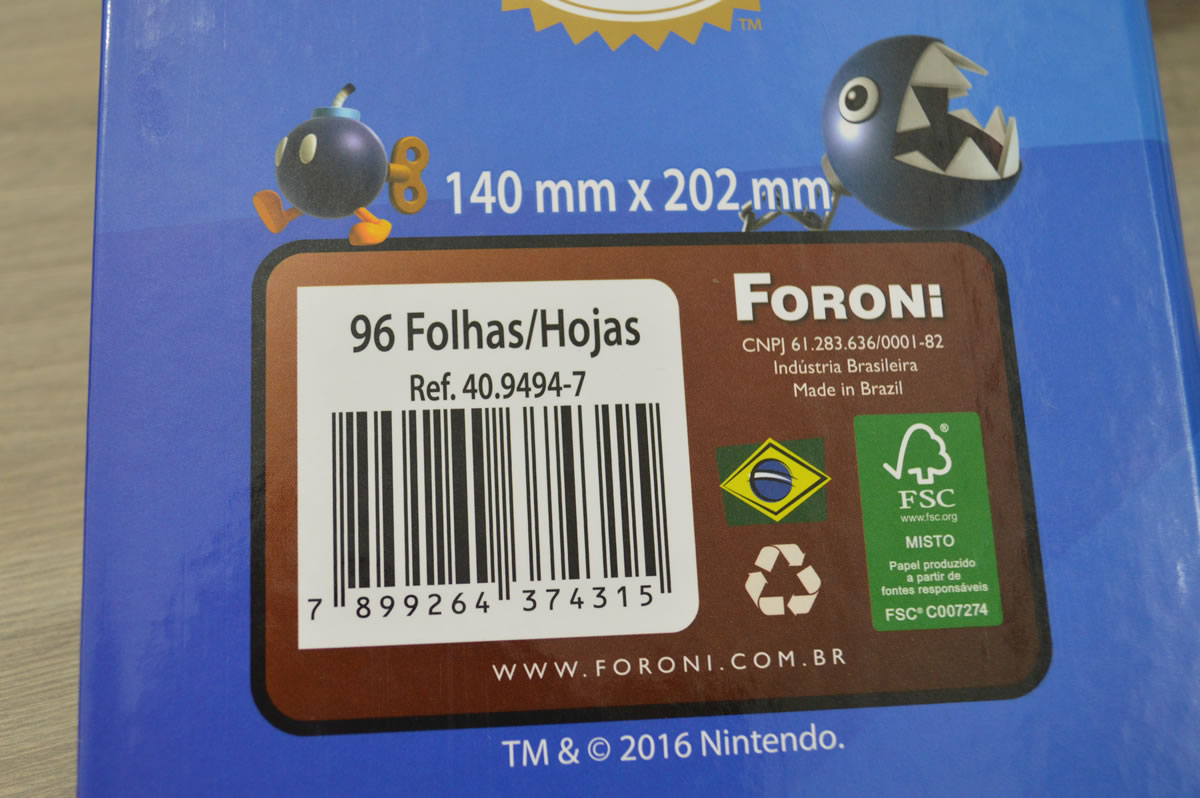 TM
140 mm x 202 mm
96 Folhas/Hojas
Ref. 40.9494-7
7 899264 374315
FORONi
CNPJ 61.283.636/0001-82
Indústria Brasileira
Made in Brazil
FSC®
www.fsc.org
MISTO
Papel produzido
a partir de
fontes responsáveis
FSC® C007274
WWW.FORONI.COM.BR
TM & © 2016 Nintendo.